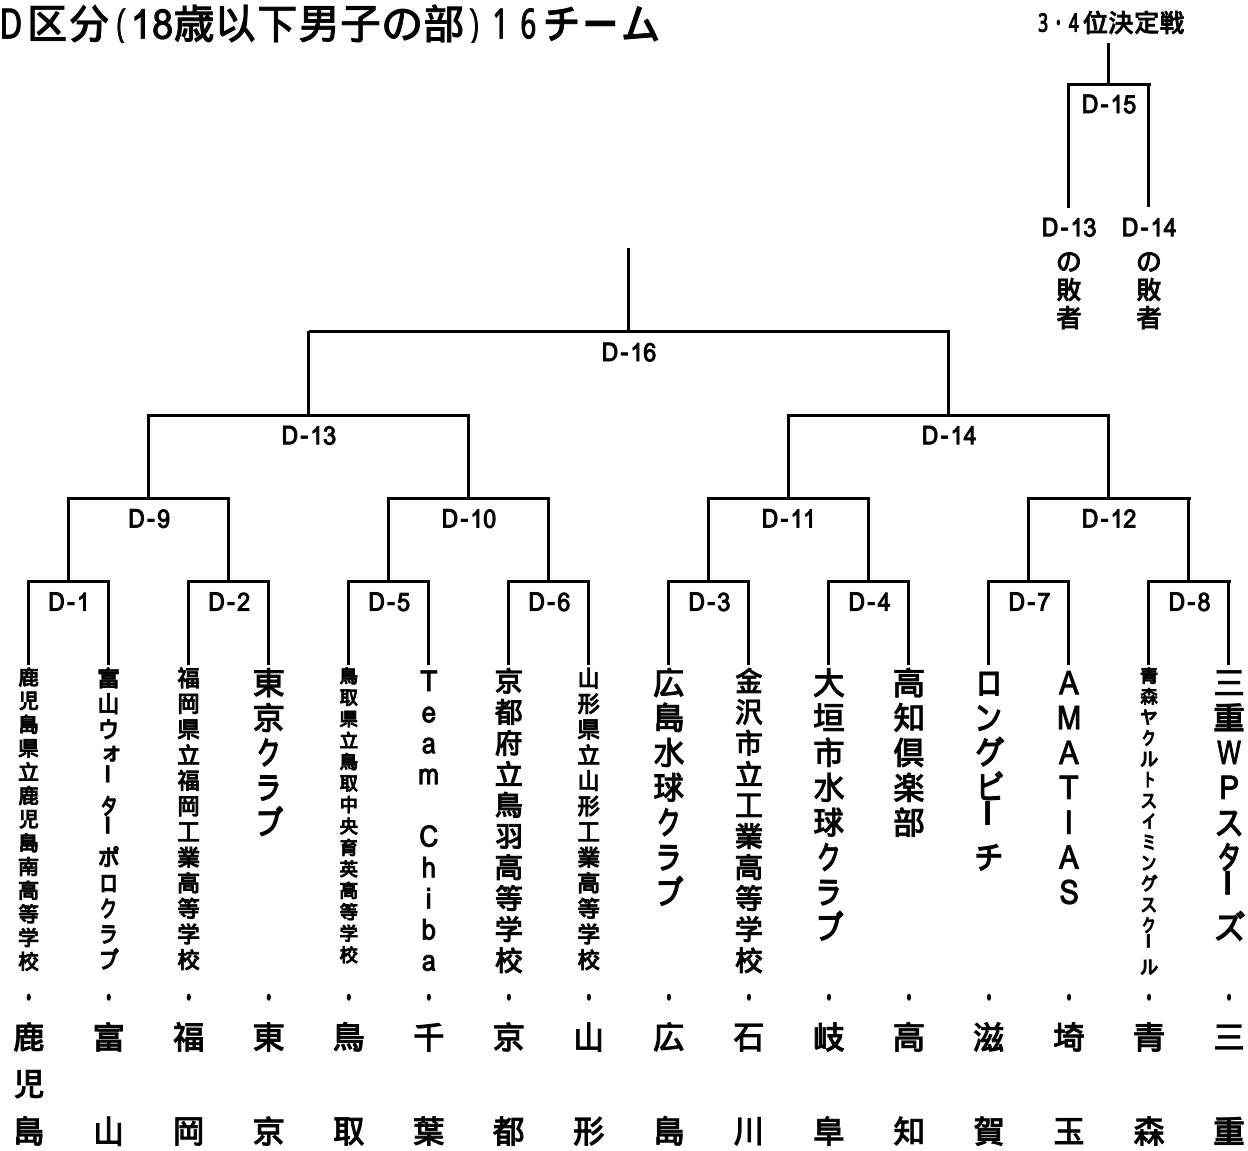 D区分(18歳以下男子の部)16チーム
3・4位決定戦
D-15
D-13の敗者
D-14の敗者
D-16
D-13
D-14
D-9
D-10
D-11
D-12
D-1
D-2
D-5
D-6
D-3
D-4
D-7
D-8
鹿児島県立鹿児島南高等学校・鹿児島
富山ウォーターポロクラブ・富山
福岡県立福岡工業高等学校・福岡
東京クラブ・東京
鳥取県立鳥取中央育英高等学校・鳥取
Team Chiba・千葉
京都府立鳥羽高等学校・京都
山形県立山形工業高等学校・山形
広島水球クラブ・広島
金沢市立工業高等学校・石川
大垣市水球クラブ・岐阜
高知倶楽部・高知
ロングビーチ・滋賀
AMATIAS・埼玉
青森ヤクルトスイミングスクール・青森
三重WPスターズ・三重